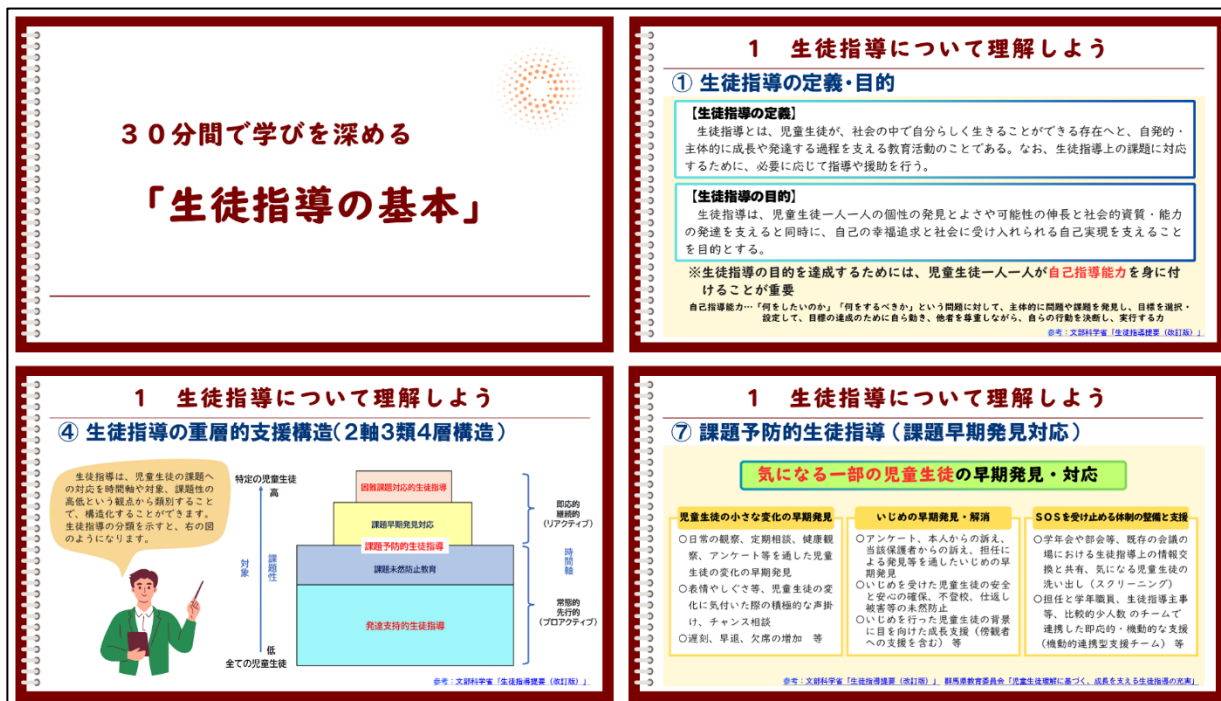 30分間で学びを深める
「生徒指導の基本」
1 生徒指導について理解しよう
① 生徒指導の定義・目的
【生徒指導の定義】
生徒指導とは、児童生徒が、社会の中で自分らしく生きることができる存在へと、自発的・
主体的に成長や発達する過程を支える教育活動のことである。なお、生徒指導上の課題に対応
するために、必要に応じて指導や援助を行う。
【生徒指導の目的】
生徒指導は、児童生徒一人一人の個性の発見とよさや可能性の伸長と社会的資質・能力
の発達を支えると同時に、自己の幸福追求と社会に受け入れられる自己実現を支えること
を目的とする。
※生徒指導の目的を達成するためには、児童生徒一人一人が自己指導能力を身に付
けることが重要
自己指導能力…「何をしたいのか」「何をするべきか」という問題に対して、主体的に問題や課題を発見し、目標を選択・
設定して、目標の達成のために自ら動き、他者を尊重しながら、自らの行動を決断し、実行する力
参考：文部科学省「生徒指導提要（改訂版）」
1 生徒指導について理解しよう
④ 生徒指導の重層的支援構造（2軸3類4層構造）
生徒指導は、児童生徒の課題へ
の対応を時間軸や対象、課題性の
高低という観点から類別すること
で、構造化することができます。
生徒指導の分類を示すと、右の図
のようになります。
特定の児童生徒
高
対象
課題性
低
全ての児童生徒
困難課題対応的生徒指導
課題早期発見対応
課題予防的生徒指導
課題未然防止教育
発達支持的生徒指導
即応的
継続的
（リアクティブ）
時間軸
常態的
先行的
（プロアクティブ）
参考：文部科学省「生徒指導提要（改訂版）」
1 生徒指導について理解しよう
⑦ 課題予防的生徒指導（課題早期発見対応）
気になる一部の児童生徒の早期発見・対応
児童生徒の小さな変化の早期発見
○日常の観察、定期相談、健康観
察、アンケート等を通した児童
生徒の変化の早期発見
○表情やしぐさ等、児童生徒の変
化に気付いた際の積極的な声掛
け、チャンス相談
○遅刻、早退、欠席の増加 等
いじめの早期発見・解消
○アンケート、本人からの訴え、
当該保護者からの訴え、担任に
よる発見等を通したいじめの早
期発見
○いじめを受けた児童生徒の安全
と安心の確保、不登校、仕返し
被害等の未然防止
○いじめを行った児童生徒の背景
に目を向けた成長支援（傍観者
への支援を含む） 等
SOSを受け止める体制の整備と支援
○学年会や部会等、既存の会議の
場における生徒指導上の情報交
換と共有、気になる児童生徒の
洗い出し（スクリーニング）
○担任と学年職員、生徒指導主事
等、比較的少人数のチームで
連携した即応的・機動的な支援
（機動的連携型支援チーム） 等
参考：文部科学省「生徒指導提要（改訂版）」 群馬県教育委員会「児童生徒理解に基づく、成長を支える生徒指導の充実」